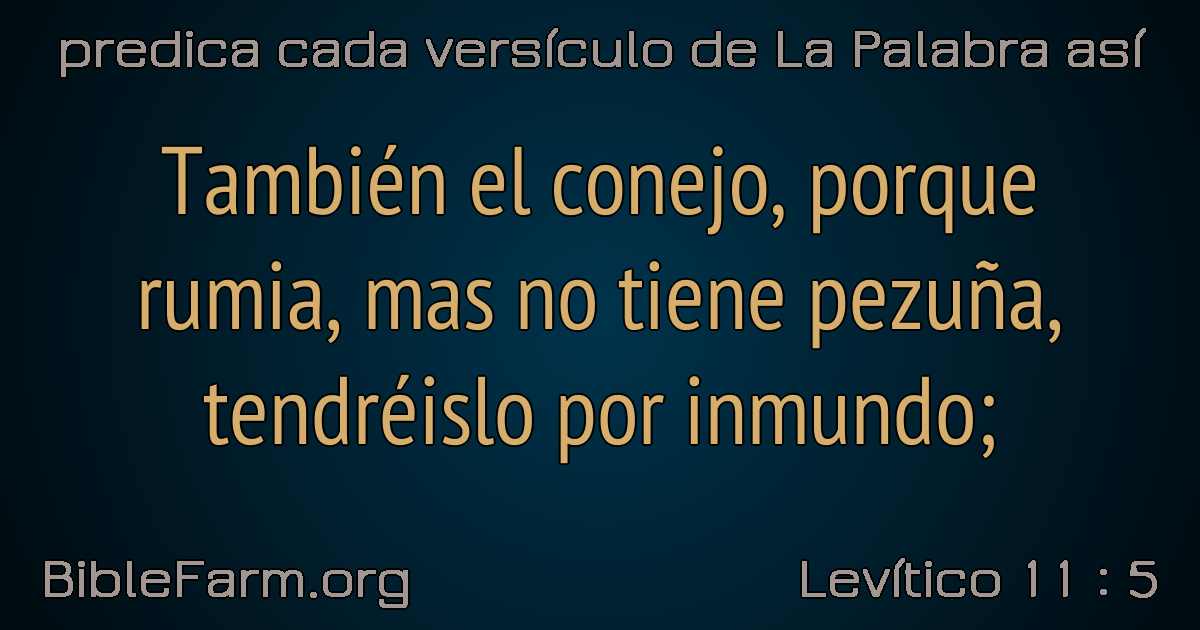 predica cada versículo de La Palabra así
También el conejo, porque
rumia, mas no tiene pezuña,
tendréislo por inmundo;
BibleFarm.org
Levítico 11 : 5